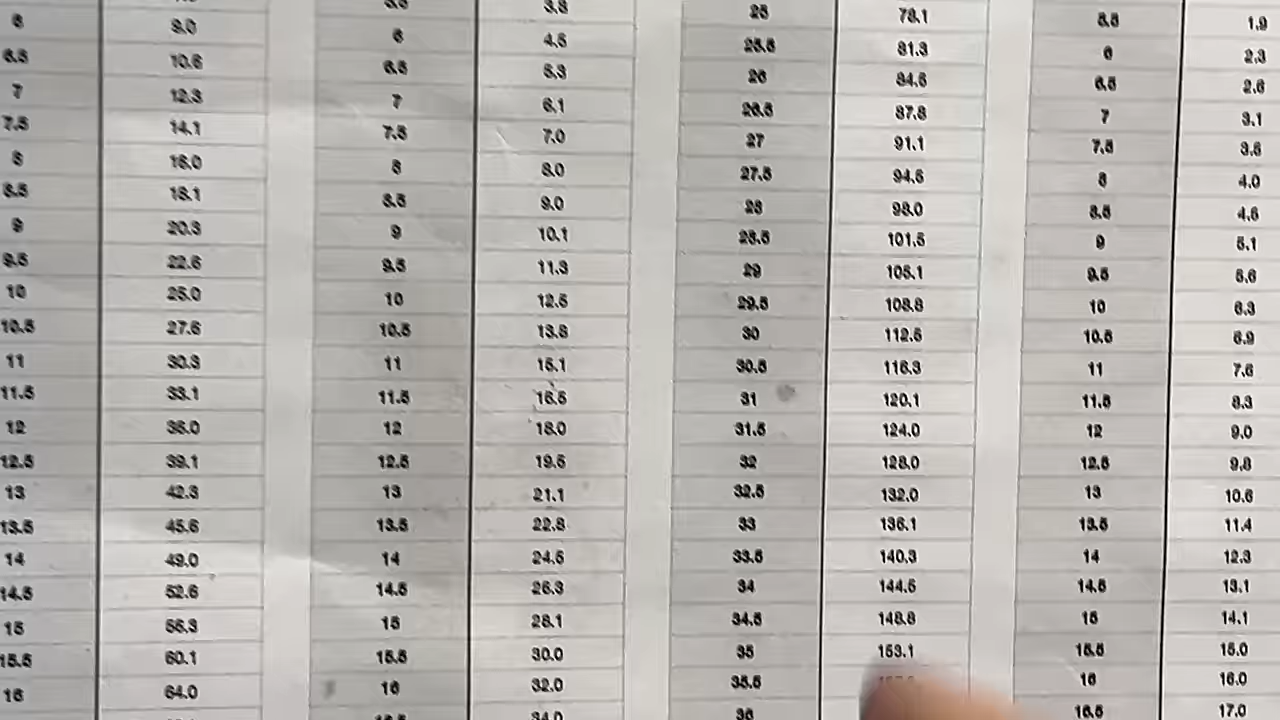 5.5 3.8 25 78.1 5.5 1.9
6 9.0 6 4.5 25.5 81.3 6 2.3
6.5 10.6 6.5 5.3 26 84.5 6.5 2.6
7 12.3 7 6.1 26.5 87.8 7 3.1
7.5 14.1 7.5 7.0 27 91.1 7.5 3.5
8 16.0 8 8.0 27.5 94.5 8 4.0
8.5 18.1 8.5 9.0 28 98.0 8.5 4.5
9 20.3 9 10.1 28.5 101.5 9 5.1
9.5 22.6 9.5 11.3 29 105.1 9.5 5.6
10 25.0 10 12.5 29.5 108.8 10 6.3
10.5 27.6 10.5 13.8 30 112.5 10.5 6.9
11 30.3 11 15.1 30.5 116.3 11 7.6
11.5 33.1 11.5 16.5 31 120.1 11.5 8.3
12 36.0 12 18.0 31.5 124.0 12 9.0
12.5 39.1 12.5 19.5 32 128.0 12.5 9.8
13 42.3 13 21.1 32.5 132.0 13 10.6
13.5 45.6 13.5 22.8 33 136.1 13.5 11.4
14 49.0 14 24.5 33.5 140.3 14 12.3
14.5 52.6 14.5 26.3 34 144.5 14.5 13.1
15 56.3 15 28.1 34.5 148.8 15 14.1
15.5 60.1 15.5 30.0 35 153.1 15.5 15.0
16 64.0 16 32.0 35.5 16 16.0
16.5 34.0 36 16.5 17.0